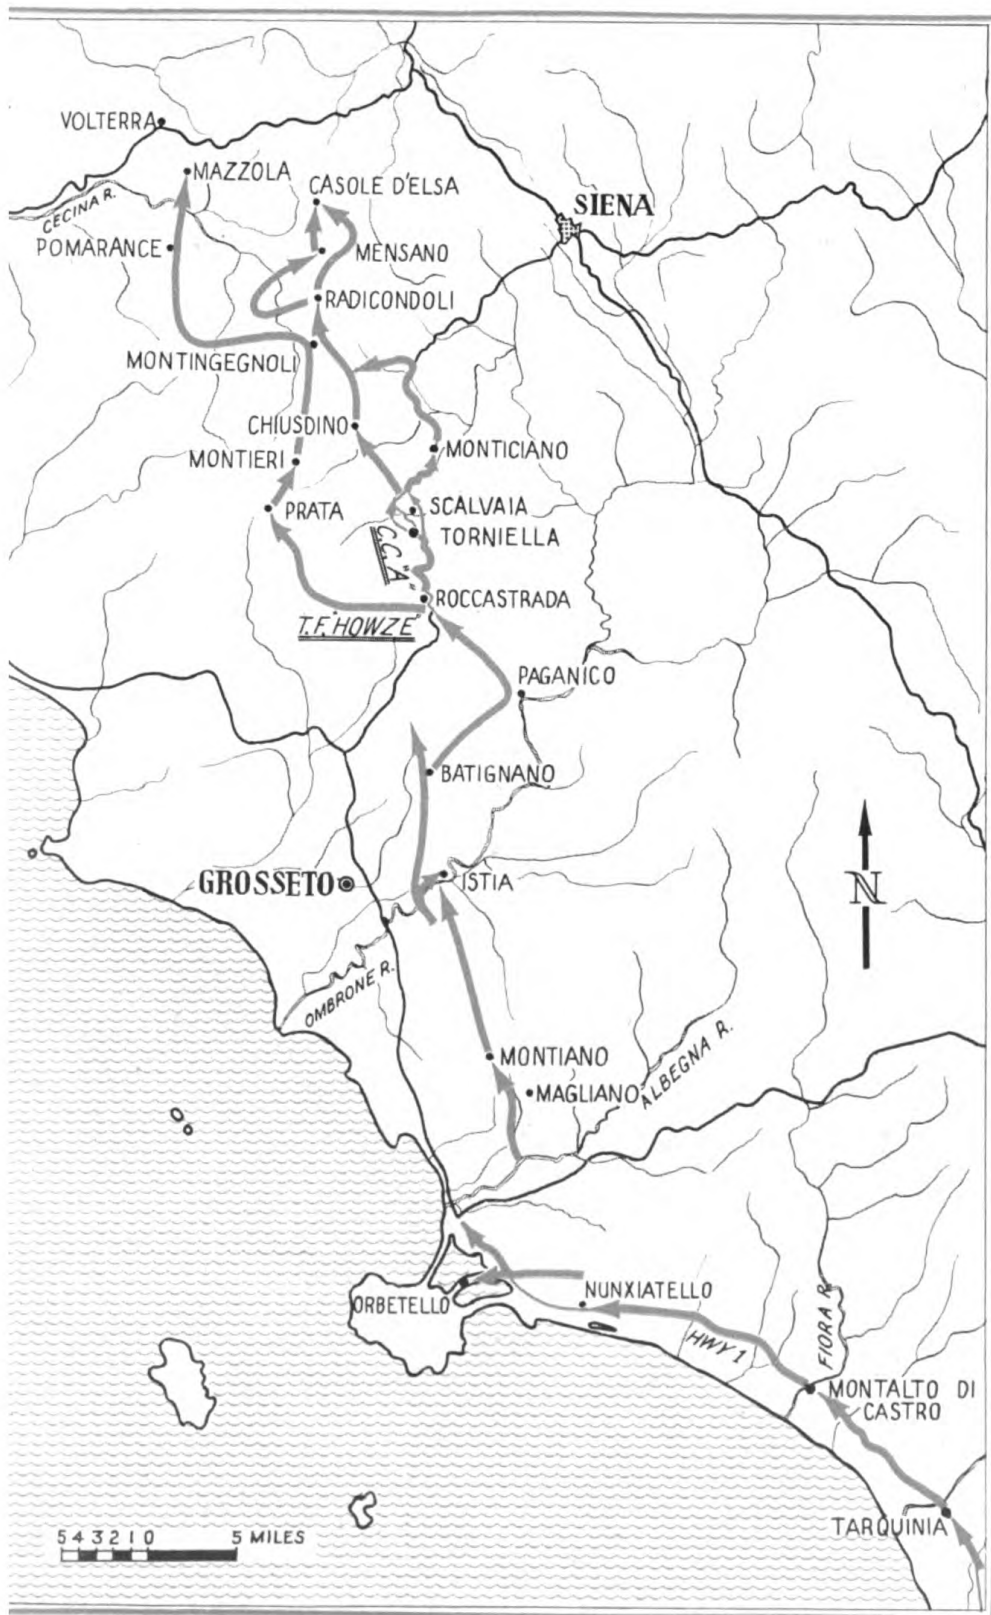 VOLTERRA
MAZZOLA
CASOLE D'ELSA
CECINA R.
SIENA
POMARANCE
MENSANO
RADICONDOLI
MONTINGEGNOLI
CHIUSDINO
MONTICIANO
MONTIERI
PRATA
SCALVAIA
TORNIELLA
C.C."A"
ROCCASTRADA
T.F."HOWZE"
PAGANICO
BATIGNANO
GROSSETO
ISTIA
N
OMBRONE R.
MONTIANO
MAGLIANO
ALBEGNA R.
NUNXIATELLO
ORBETELLO
HWY 1
FIORA R.
MONTALTO DI
CASTRO
5 4 3 2 1 0 5 MILES
TARQUINIA